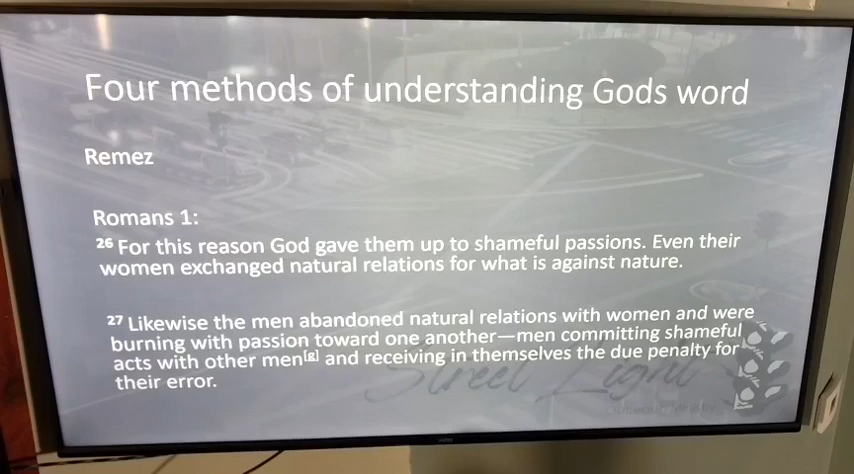 Four methods of understanding Gods word
Remez
Romans 1:
²⁶ For this reason God gave them up to shameful passions. Even their
women exchanged natural relations for what is against nature.
²⁷ Likewise the men abandoned natural relations with women and were
burning with passion toward one another—men committing shameful
acts with other men[g] and receiving in themselves the due penalty for
their error.
Street Light